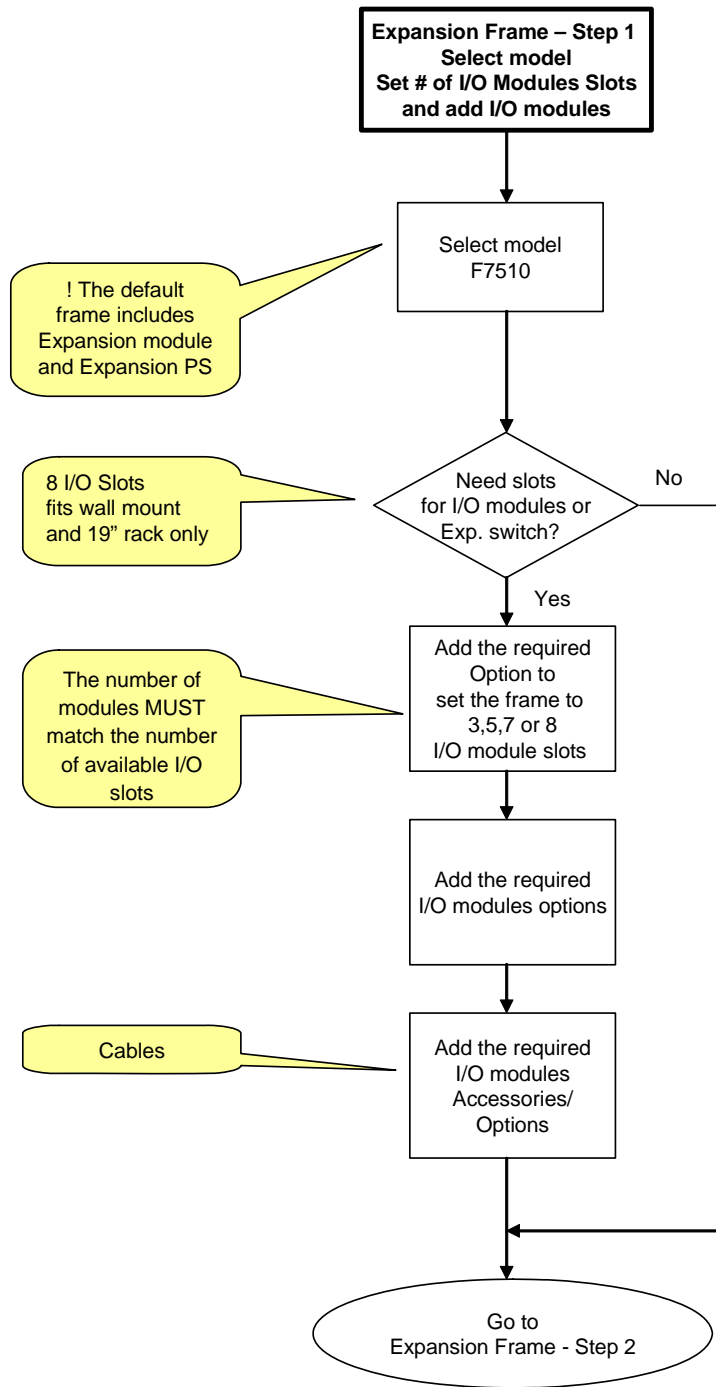 Expansion Frame – Step 1
Select model
Set # of I/O Modules Slots
and add I/O modules
Select model
F7510
! The default
frame includes
Expansion module
and Expansion PS
8 I/O Slots
fits wall mount
and 19” rack only
Need slots
for I/O modules or
Exp. switch?
No
Yes
Add the required
Option to
set the frame to
3,5,7 or 8
I/O module slots
The number of
modules MUST
match the number
of available I/O
slots
Add the required
I/O modules options
Cables
Add the required
I/O modules
Accessories/
Options
Go to
Expansion Frame - Step 2